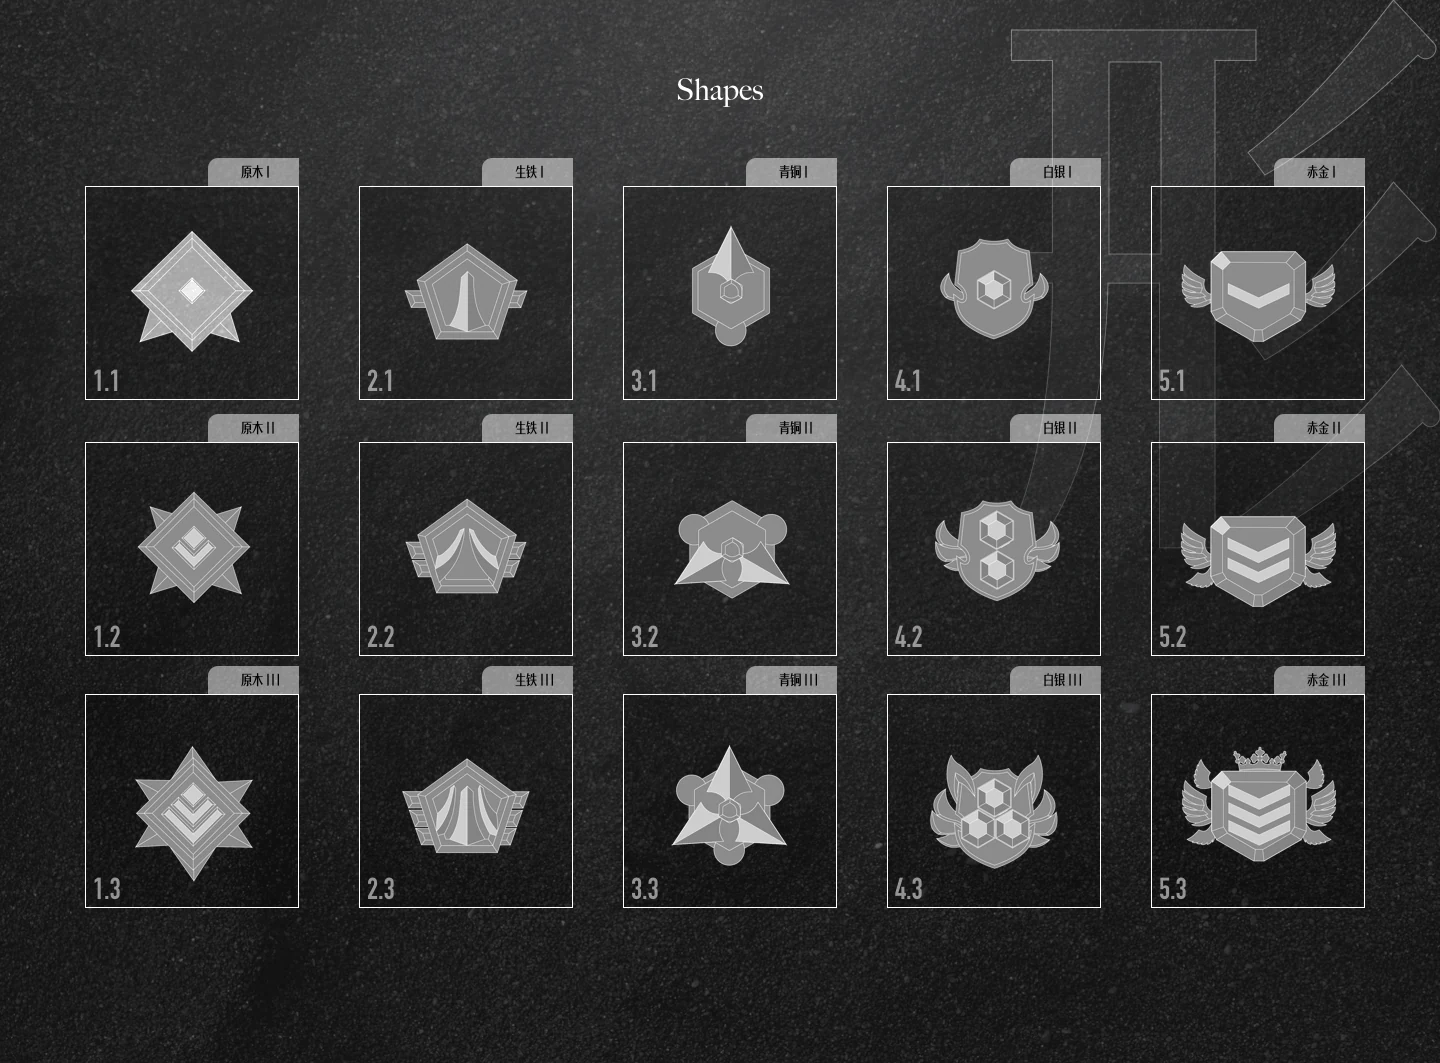 Shapes
原木 I
生铁 I
青铜 I
白银 I
赤金 I
1.1
2.1
3.1
4.1
5.1
原木 II
生铁 II
青铜 II
白银 II
赤金 II
1.2
2.2
3.2
4.2
5.2
原木 III
生铁 III
青铜 III
白银 III
赤金 III
1.3
2.3
3.3
4.3
5.3